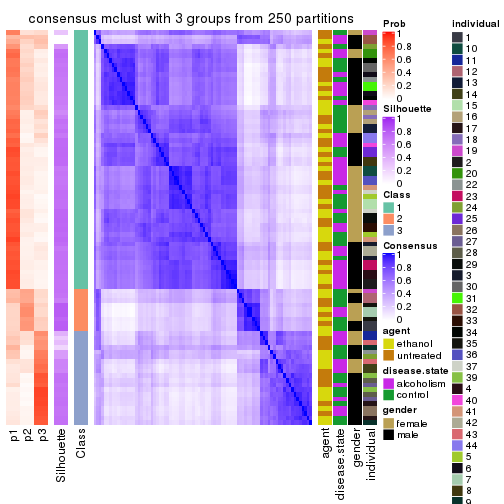 consensus mclust with 3 groups from 250 partitions
p1
p2
p3
Silhouette
Class
agent
disease.state
gender
individual
Prob
0.8
0.6
0.4
0.2
0
Silhouette
1
0.8
0.6
0.4
0.2
0
Class
1
2
3
Consensus
1
0.8
0.6
0.4
0.2
0
agent
ethanol
untreated
disease.state
alcoholism
control
gender
female
male
individual
1
10
11
12
13
14
15
16
17
18
19
2
20
22
23
24
25
26
27
28
29
3
30
31
32
33
34
35
36
37
39
4
40
41
42
43
44
5
6
7
8
9